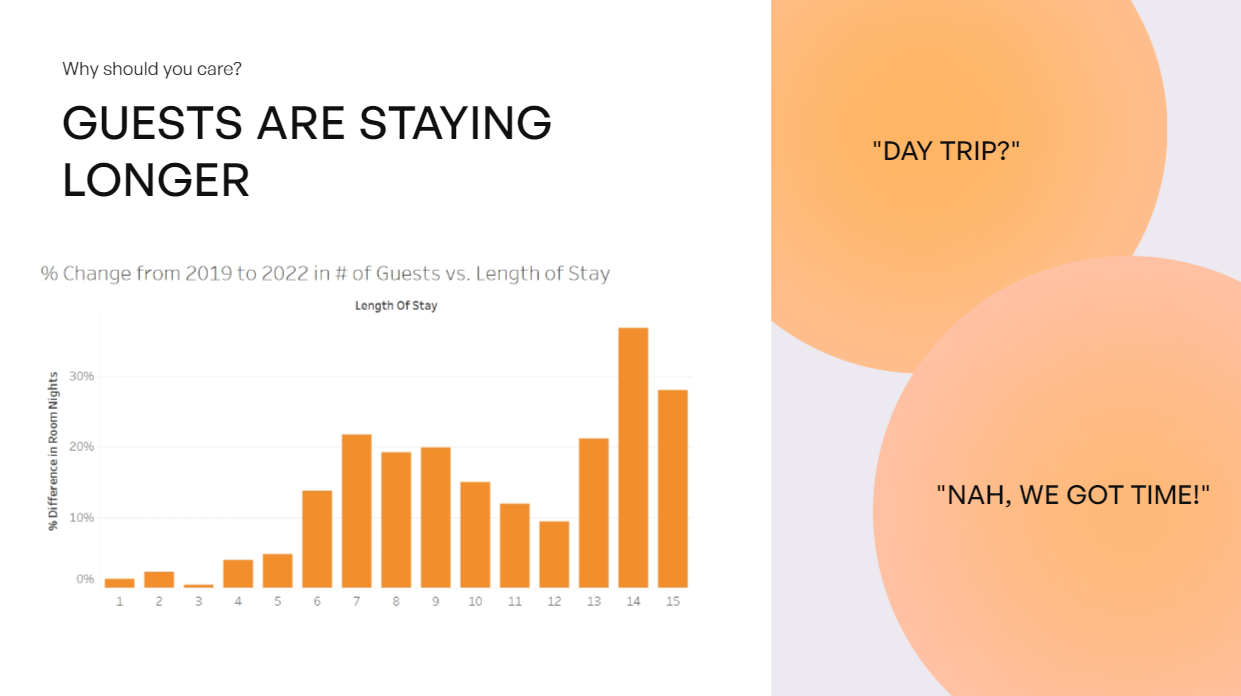 Why should you care?
GUESTS ARE STAYING
LONGER
% Change from 2019 to 2022 in # of Guests vs. Length of Stay
Length Of Stay
% Difference in Room Nights
30%
20%
10%
0%
1 2 3 4 5 6 7 8 9 10 11 12 13 14 15
"DAY TRIP?"
"NAH, WE GOT TIME!"